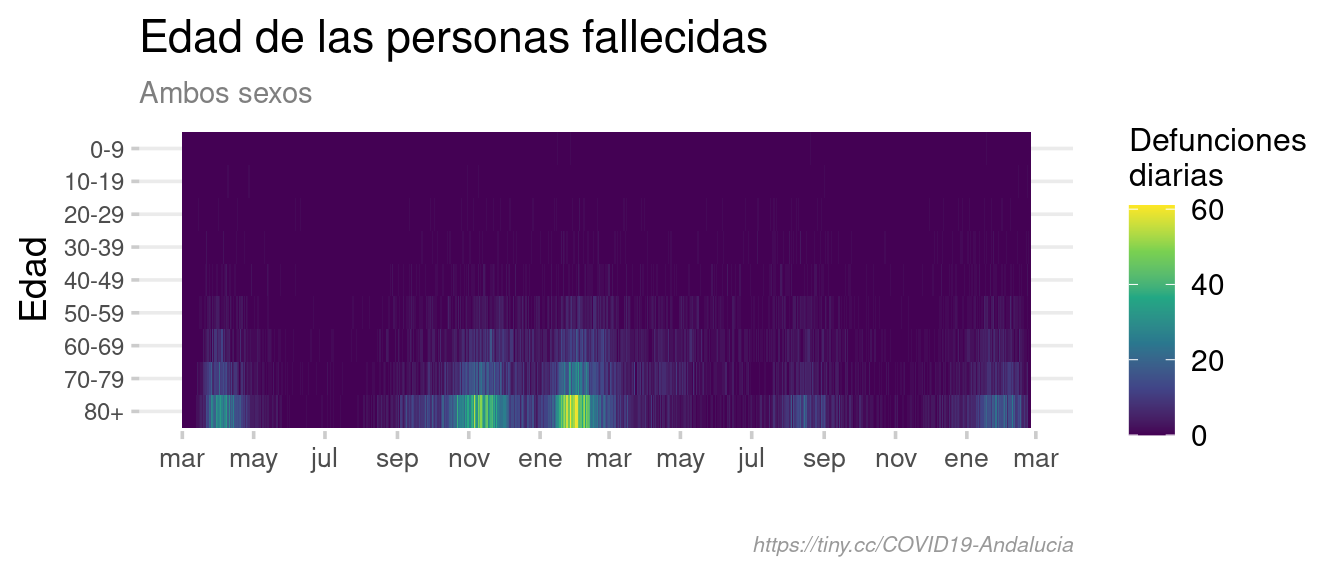 Edad de las personas fallecidas
Ambos sexos
Edad
0-9
10-19
20-29
30-39
40-49
50-59
60-69
70-79
80+
mar may jul sep nov ene mar may jul sep nov ene mar
Defunciones
diarias
60
40
20
0
https://tiny.cc/COVID19-Andalucia